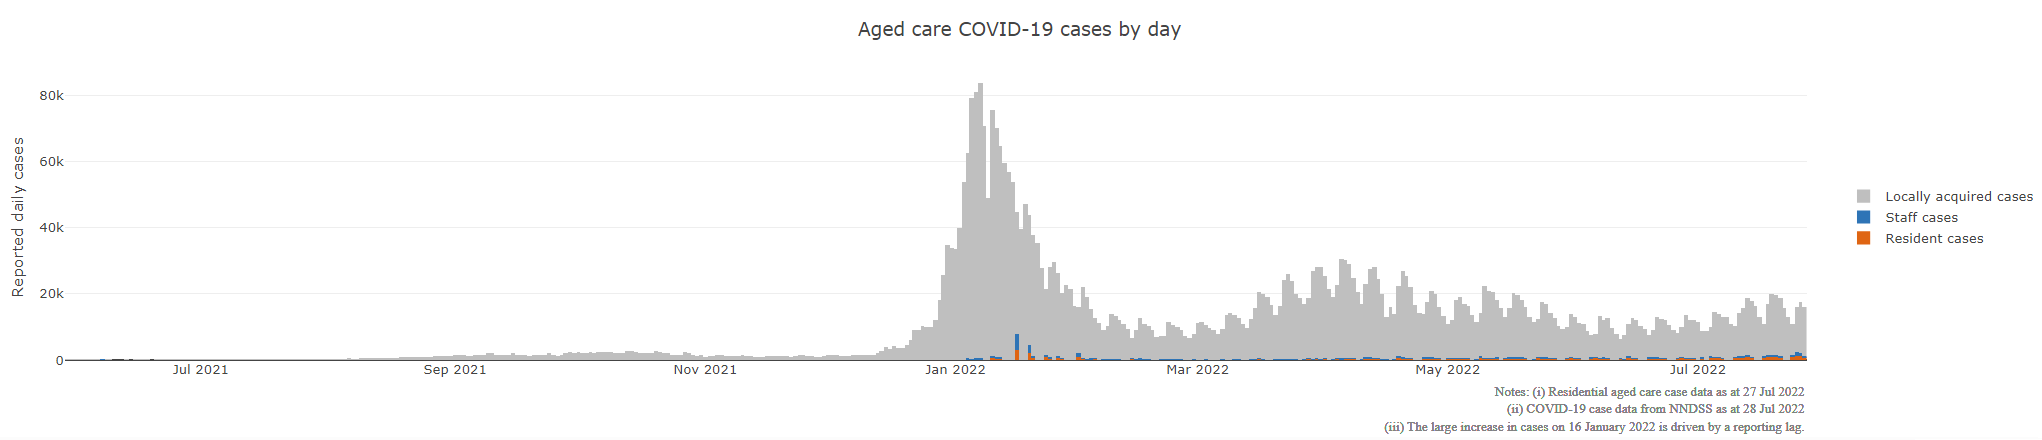 Aged care COVID-19 cases by day
Reported daily cases
80k
60k
40k
20k
0
Jul 2021
Sep 2021
Nov 2021
Jan 2022
Mar 2022
May 2022
Jul 2022
Locally acquired cases
Staff cases
Resident cases
Notes: (i) Residential aged care case data as at 27 Jul 2022
(ii) COVID-19 case data from NNDSS as at 28 Jul 2022
(iii) The large increase in cases on 16 January 2022 is driven by a reporting lag.